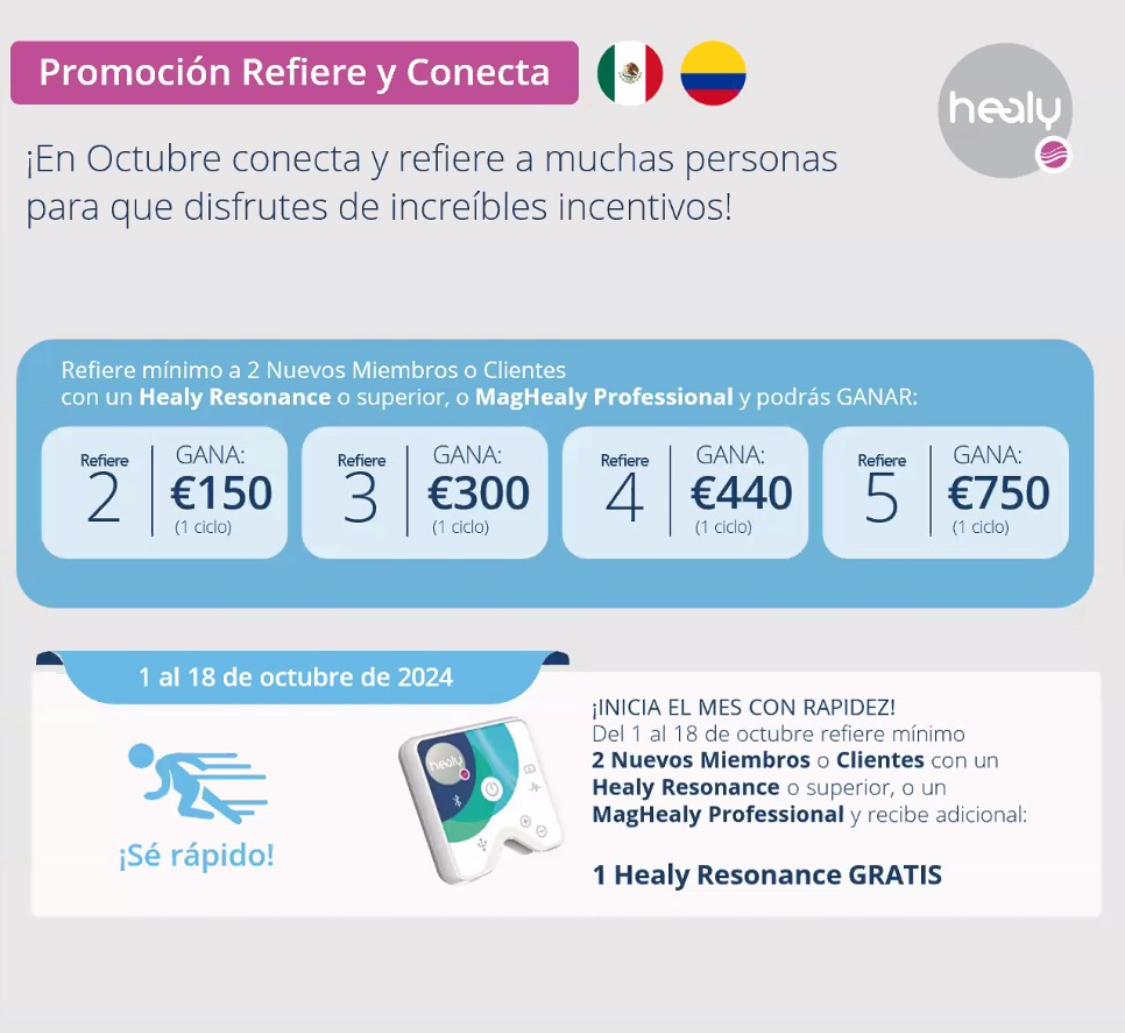 Promoción Refiere y Conecta
healy
¡En Octubre conecta y refiere a muchas personas
para que disfrutes de increíbles incentivos!
Refiere mínimo a 2 Nuevos Miembros o Clientes
con un Healy Resonance o superior, o MagHealy Professional y podrás GANAR:
Refiere
2
GANA:
€150
(1 ciclo)
Refiere
3
GANA:
€300
(1 ciclo)
Refiere
4
GANA:
€440
(1 ciclo)
Refiere
5
GANA:
€750
(1 ciclo)
1 al 18 de octubre de 2024
¡Sé rápido!
healy
¡INICIA EL MES CON RAPIDEZ!
Del 1 al 18 de octubre refiere mínimo
2 Nuevos Miembros o Clientes con un
Healy Resonance o superior, o un
MagHealy Professional y recibe adicional:
1 Healy Resonance GRATIS